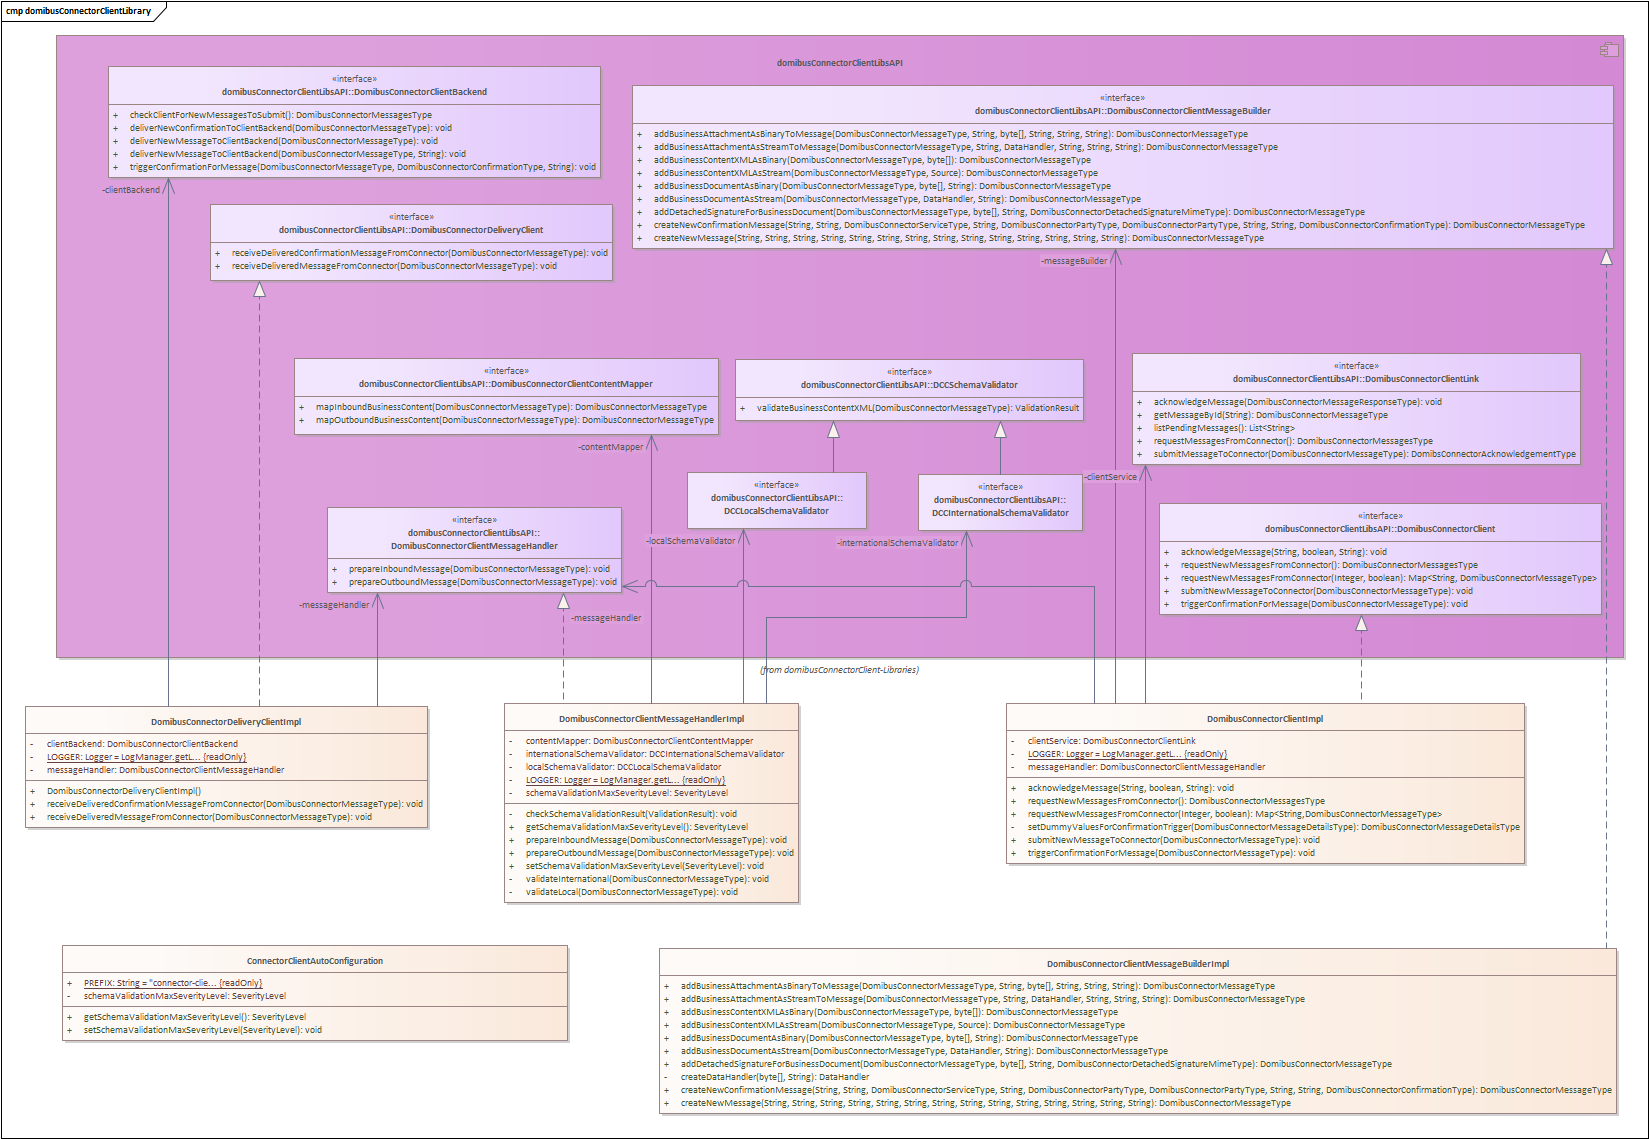 cmp domibusConnectorClientLibrary
domibusConnectorClientLibsAPI
«interface»
domibusConnectorClientLibsAPI::DomibusConnectorClientBackend
+ checkClientForNewMessagesToSubmit(): DomibusConnectorMessagesType
+ deliverNewConfirmationToClientBackend(DomibusConnectorMessageType): void
+ deliverNewMessageToClientBackend(DomibusConnectorMessageType): void
+ deliverNewMessageToClientBackend(DomibusConnectorMessageType, String): void
+ triggerConfirmationForMessage(DomibusConnectorMessageType, DomibusConnectorConfirmationType, String): void
-clientBackend
«interface»
domibusConnectorClientLibsAPI::DomibusConnectorClientMessageBuilder
+ addBusinessAttachmentAsBinaryToMessage(DomibusConnectorMessageType, String, byte[], String, String, String): DomibusConnectorMessageType
+ addBusinessAttachmentAsStreamToMessage(DomibusConnectorMessageType, String, DataHandler, String, String, String): DomibusConnectorMessageType
+ addBusinessContentXMLAsBinary(DomibusConnectorMessageType, byte[]): DomibusConnectorMessageType
+ addBusinessContentXMLAsStream(DomibusConnectorMessageType, Source): DomibusConnectorMessageType
+ addBusinessDocumentAsBinary(DomibusConnectorMessageType, byte[], String): DomibusConnectorMessageType
+ addBusinessDocumentAsStream(DomibusConnectorMessageType, DataHandler, String): DomibusConnectorMessageType
+ addDetachedSignatureForBusinessDocument(DomibusConnectorMessageType, byte[], String, DomibusConnectorDetachedSignatureMimeType): DomibusConnectorMessageType
+ createNewConfirmationMessage(String, String, DomibusConnectorServiceType, String, DomibusConnectorPartyType, DomibusConnectorPartyType, String, String, DomibusConnectorConfirmationType): DomibusConnectorMessageType
+ createNewMessage(String, String, String, String, String, String, String, String, String, String, String, String, String, String): DomibusConnectorMessageType
-messageBuilder
«interface»
domibusConnectorClientLibsAPI::DomibusConnectorDeliveryClient
+ receiveDeliveredConfirmationMessageFromConnector(DomibusConnectorMessageType): void
+ receiveDeliveredMessageFromConnector(DomibusConnectorMessageType): void
«interface»
domibusConnectorClientLibsAPI::DomibusConnectorClientContentMapper
+ mapInboundBusinessContent(DomibusConnectorMessageType): DomibusConnectorMessageType
+ mapOutboundBusinessContent(DomibusConnectorMessageType): DomibusConnectorMessageType
-contentMapper
«interface»
domibusConnectorClientLibsAPI::DCCSchemaValidator
+ validateBusinessContentXML(DomibusConnectorMessageType): ValidationResult
«interface»
domibusConnectorClientLibsAPI::DomibusConnectorClientLink
+ acknowledgeMessage(DomibusConnectorMessageResponseType): void
+ getMessageById(String): DomibusConnectorMessageType
+ listPendingMessages(): List<String>
+ requestMessagesFromConnector(): DomibusConnectorMessagesType
+ submitMessageToConnector(DomibusConnectorMessageType): DomibsConnectorAcknowledgementType
-clientService
«interface»
domibusConnectorClientLibsAPI::
DCCLocalSchemaValidator
-localSchemaValidator
«interface»
domibusConnectorClientLibsAPI::
DCCInternationalSchemaValidator
-internationalSchemaValidator
«interface»
domibusConnectorClientLibsAPI::
DomibusConnectorClientMessageHandler
+ prepareInboundMessage(DomibusConnectorMessageType): void
+ prepareOutboundMessage(DomibusConnectorMessageType): void
-messageHandler
-messageHandler
«interface»
domibusConnectorClientLibsAPI::DomibusConnectorClient
+ acknowledgeMessage(String, boolean, String): void
+ requestNewMessagesFromConnector(): DomibusConnectorMessagesType
+ requestNewMessagesFromConnector(Integer, boolean): Map<String, DomibusConnectorMessageType>
+ submitNewMessageToConnector(DomibusConnectorMessageType): void
+ triggerConfirmationForMessage(DomibusConnectorMessageType): void
(from domibusConnectorClient-Libraries)
DomibusConnectorDeliveryClientImpl
- clientBackend: DomibusConnectorClientBackend
- LOGGER: Logger = LogManager.getL... {readOnly}
- messageHandler: DomibusConnectorClientMessageHandler
+ DomibusConnectorDeliveryClientImpl()
+ receiveDeliveredConfirmationMessageFromConnector(DomibusConnectorMessageType): void
+ receiveDeliveredMessageFromConnector(DomibusConnectorMessageType): void
DomibusConnectorClientMessageHandlerImpl
- contentMapper: DomibusConnectorClientContentMapper
- internationalSchemaValidator: DCCInternationalSchemaValidator
- localSchemaValidator: DCCLocalSchemaValidator
- LOGGER: Logger = LogManager.getL... {readOnly}
- schemaValidationMaxSeverityLevel: SeverityLevel
- checkSchemaValidationResult(ValidationResult): void
+ getSchemaValidationMaxSeverityLevel(): SeverityLevel
+ prepareInboundMessage(DomibusConnectorMessageType): void
+ prepareOutboundMessage(DomibusConnectorMessageType): void
+ setSchemaValidationMaxSeverityLevel(SeverityLevel): void
- validateInternational(DomibusConnectorMessageType): void
- validateLocal(DomibusConnectorMessageType): void
DomibusConnectorClientImpl
- clientService: DomibusConnectorClientLink
- LOGGER: Logger = LogManager.getL... {readOnly}
- messageHandler: DomibusConnectorClientMessageHandler
+ acknowledgeMessage(String, boolean, String): void
+ requestNewMessagesFromConnector(): DomibusConnectorMessagesType
+ requestNewMessagesFromConnector(Integer, boolean): Map<String,DomibusConnectorMessageType>
- setDummyValuesForConfirmationTrigger(DomibusConnectorMessageDetailsType): DomibusConnectorMessageDetailsType
+ submitNewMessageToConnector(DomibusConnectorMessageType): void
+ triggerConfirmationForMessage(DomibusConnectorMessageType): void
ConnectorClientAutoConfiguration
+ PREFIX: String = "connector-clie... {readOnly}
- schemaValidationMaxSeverityLevel: SeverityLevel
+ getSchemaValidationMaxSeverityLevel(): SeverityLevel
+ setSchemaValidationMaxSeverityLevel(SeverityLevel): void
DomibusConnectorClientMessageBuilderImpl
+ addBusinessAttachmentAsBinaryToMessage(DomibusConnectorMessageType, String, byte[], String, String, String): DomibusConnectorMessageType
+ addBusinessAttachmentAsStreamToMessage(DomibusConnectorMessageType, String, DataHandler, String, String, String): DomibusConnectorMessageType
+ addBusinessContentXMLAsBinary(DomibusConnectorMessageType, byte[]): DomibusConnectorMessageType
+ addBusinessContentXMLAsStream(DomibusConnectorMessageType, Source): DomibusConnectorMessageType
+ addBusinessDocumentAsBinary(DomibusConnectorMessageType, byte[], String): DomibusConnectorMessageType
+ addBusinessDocumentAsStream(DomibusConnectorMessageType, DataHandler, String): DomibusConnectorMessageType
+ addDetachedSignatureForBusinessDocument(DomibusConnectorMessageType, byte[], String, DomibusConnectorDetachedSignatureMimeType): DomibusConnectorMessageType
- createDataHandler(byte[], String): DataHandler
+ createNewConfirmationMessage(String, String, DomibusConnectorServiceType, String, DomibusConnectorPartyType, DomibusConnectorPartyType, String, String, DomibusConnectorConfirmationType): DomibusConnectorMessageType
+ createNewMessage(String, String, String, String, String, String, String, String, String, String, String, String, String, String): DomibusConnectorMessageType